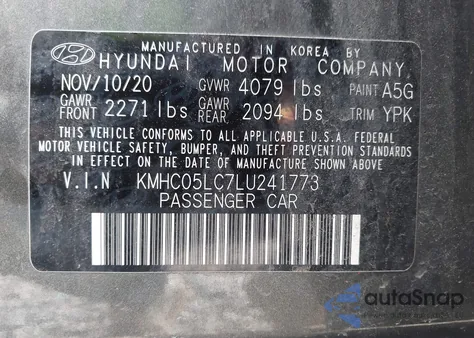 MANUFACTURED IN KOREA BY
HYUNDAI MOTOR COMPANY.
NOV/10/20 GVWR 4079 lbs PAINT A5G
GAWR FRONT 2271 lbs GAWR REAR. 2094 lbs TRIM YPK
THIS VEHICLE CONFORMS TO ALL APPLICABLE U.S.A. FEDERAL
MOTOR VEHICLE SAFETY, BUMPER, AND THEFT PREVENTION STANDARDS
IN EFFECT ON THE DATE OF MANUFACTURE SHOWN ABOVE.
V.I.N KMHC05LC7LU241773
PASSENGER CAR
autoSnap